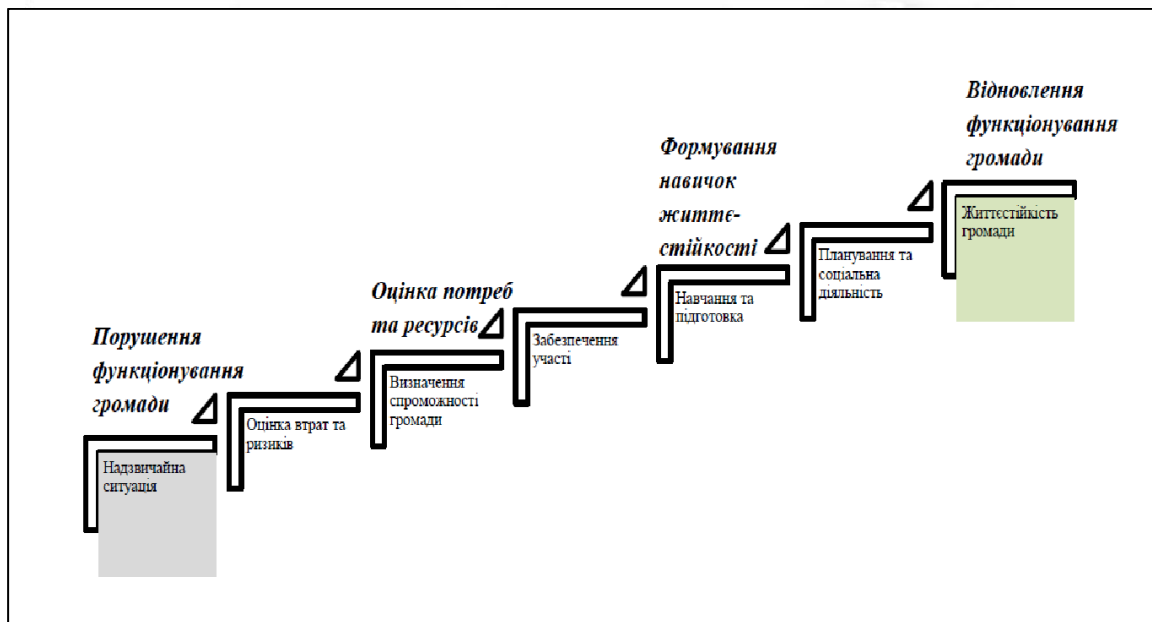 Порушення
функціонування
громади
Надзвичайна
ситуація
Оцінка втрат та
ризиків
Оцінка потреб
та ресурсів
Визначення
спроможності
громади
Забезпечення
участі
Формування
навичок
життє-
стійкості
Навчання та
підготовка
Планування та
соціальна
діяльність
Відновлення
функціонування
громади
Життєстійкість
громади